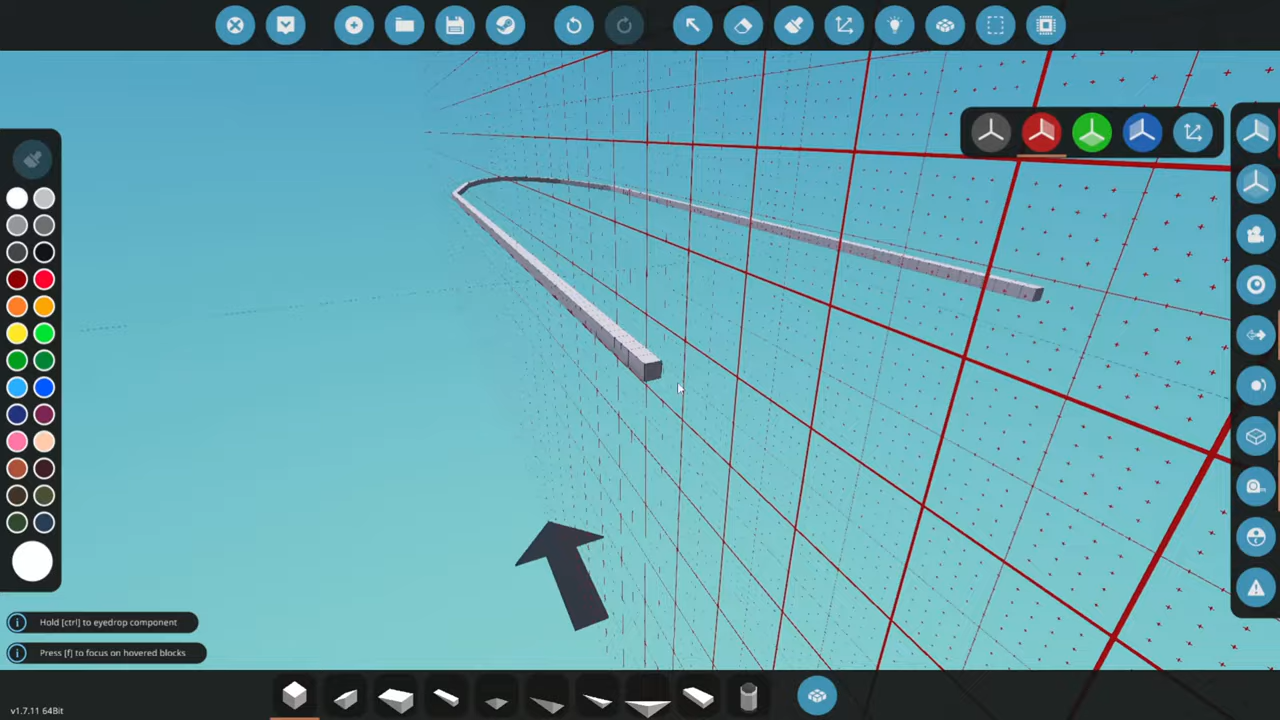 Hold [ctrl] to eyedrop component
Press [f] to focus on hovered blocks
v1.7.11 64Bit